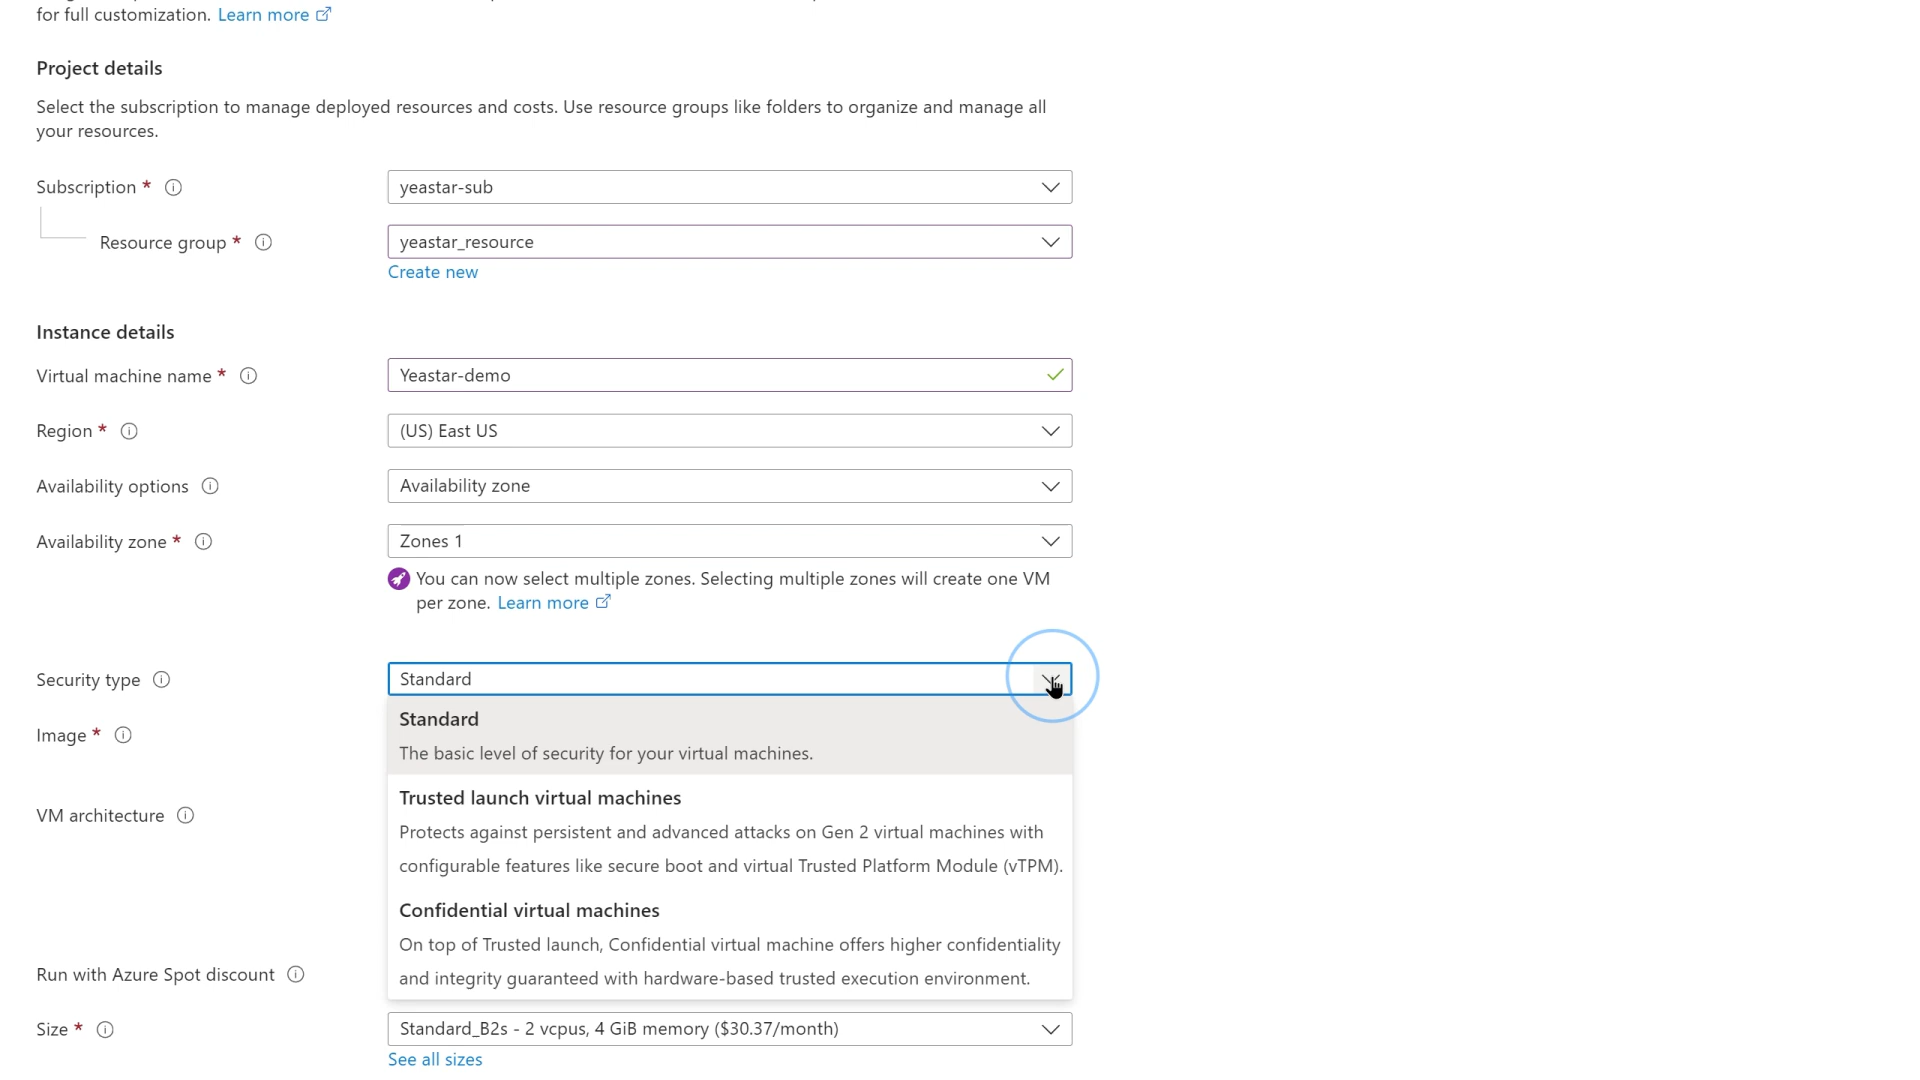 for full customization. Learn more
Project details
Select the subscription to manage deployed resources and costs. Use resource groups like folders to organize and manage all
your resources.
Subscription *
yeastar-sub
Resource group *
yeastar_resource
Create new
Instance details
Virtual machine name *
Yeastar-demo
Region *
(US) East US
Availability options
Availability zone
Availability zone *
Zones 1
You can now select multiple zones. Selecting multiple zones will create one VM
per zone. Learn more
Security type
Standard
Standard
The basic level of security for your virtual machines.
Image *
Trusted launch virtual machines
Protects against persistent and advanced attacks on Gen 2 virtual machines with
configurable features like secure boot and virtual Trusted Platform Module (vTPM).
VM architecture
Confidential virtual machines
On top of Trusted launch, Confidential virtual machine offers higher confidentiality
and integrity guaranteed with hardware-based trusted execution environment.
Run with Azure Spot discount
Size *
Standard_B2s - 2 vcpus, 4 GiB memory ($30.37/month)
See all sizes